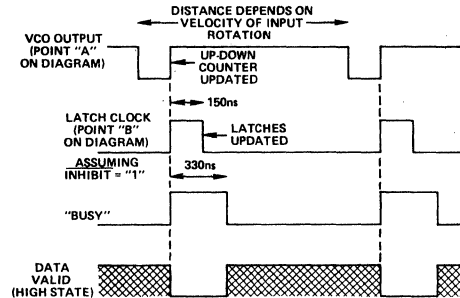 DISTANCE DEPENDS ON
VELOCITY OF INPUT
ROTATION
VCO OUTPUT
(POINT "A"
ON DIAGRAM)
UP-DOWN
COUNTER
UPDATED
150ns
LATCH CLOCK
(POINT "B"
ON DIAGRAM)
LATCHES
UPDATED
ASSUMING
INHIBIT = "1"
330ns
"BUSY"
DATA
VALID
(HIGH STATE)